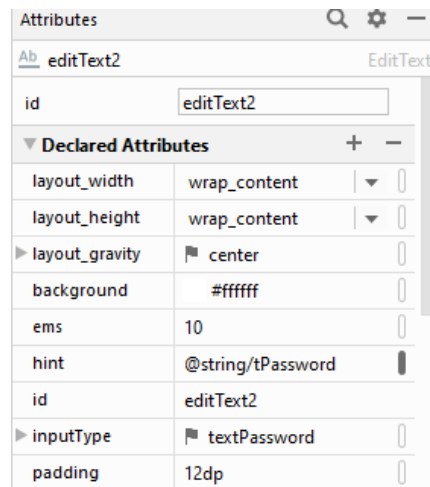 Attributes
Ab editText2 EditText
id editText2
Declared Attributes
layout_width wrap_content
layout_height wrap_content
layout_gravity center
background #ffffff
ems 10
hint @string/tPassword
id editText2
inputType textPassword
padding 12dp